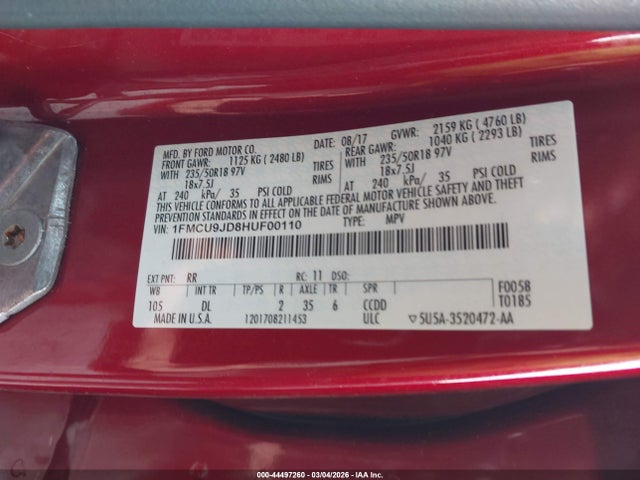 MFD. BY FORD MOTOR CO. DATE: 08/17 GVWR: 2159 KG ( 4760 LB)
FRONT GAWR: 1125 KG ( 2480 LB) REAR GAWR: 1040 KG ( 2293 LB)
WITH 235/50R18 97V TIRES WITH 235/50R18 97V TIRES
18x7.5J RIMS 18x7.5J RIMS
AT 240 kPa/ 35 PSI COLD AT 240 kPa/ 35 PSI COLD
THIS VEHICLE CONFORMS TO ALL APPLICABLE FEDERAL MOTOR VEHICLE SAFETY AND THEFT
PREVENTION STANDARDS IN EFFECT ON THE DATE OF MANUFACTURE SHOWN ABOVE.
VIN: 1FMCU9JD8HUF00110 TYPE: MPV
EXT PNT: RR RC: 11 DSO: F0058
WB INT TR TP/PS R AXLE TR SPR T0185
105 DL 2 35 6 CCDD
MADE IN U.S.A. 1201708211453 ULC ▽5U5A-3520472-AA
000-44497260 - 03/04/2026 - IAA Inc.